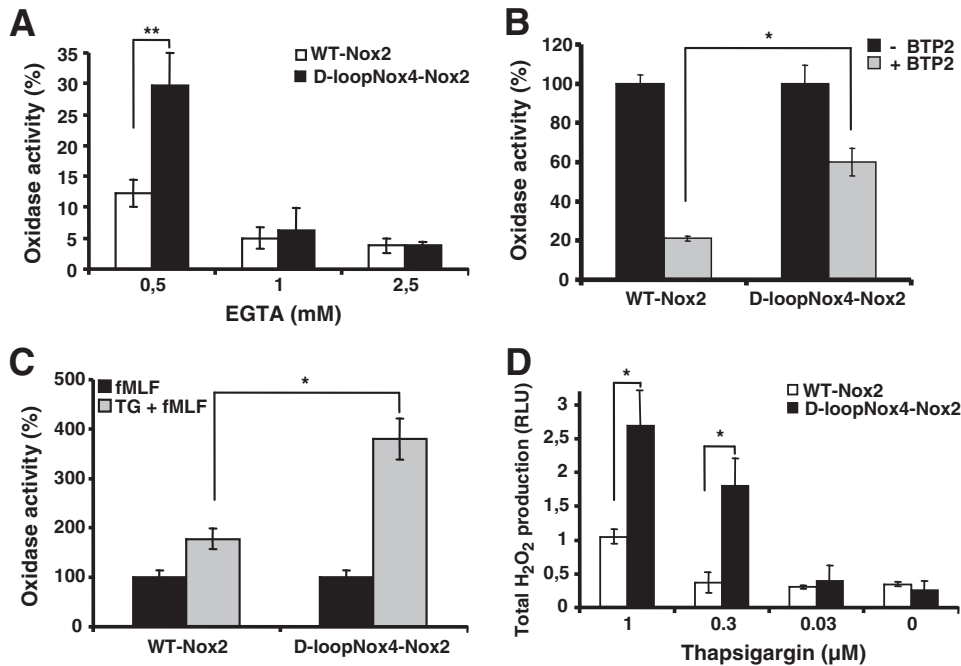 A
**
WT-Nox2
D-loopNox4-Nox2
Oxidase activity (%)
35
30
25
20
15
10
5
0
0,5 1 2,5
EGTA (mM)
B
*
- BTP2
+ BTP2
Oxidase activity (%)
120
100
80
60
40
20
0
WT-Nox2 D-loopNox4-Nox2
C
*
fMLF
TG + fMLF
Oxidase activity (%)
500
400
300
200
100
0
WT-Nox2 D-loopNox4-Nox2
D
*
*
WT-Nox2
D-loopNox4-Nox2
Total H2O2 production (RLU)
3
2,5
2
1,5
1
0,5
0
1 0.3 0.03 0
Thapsigargin (µM)